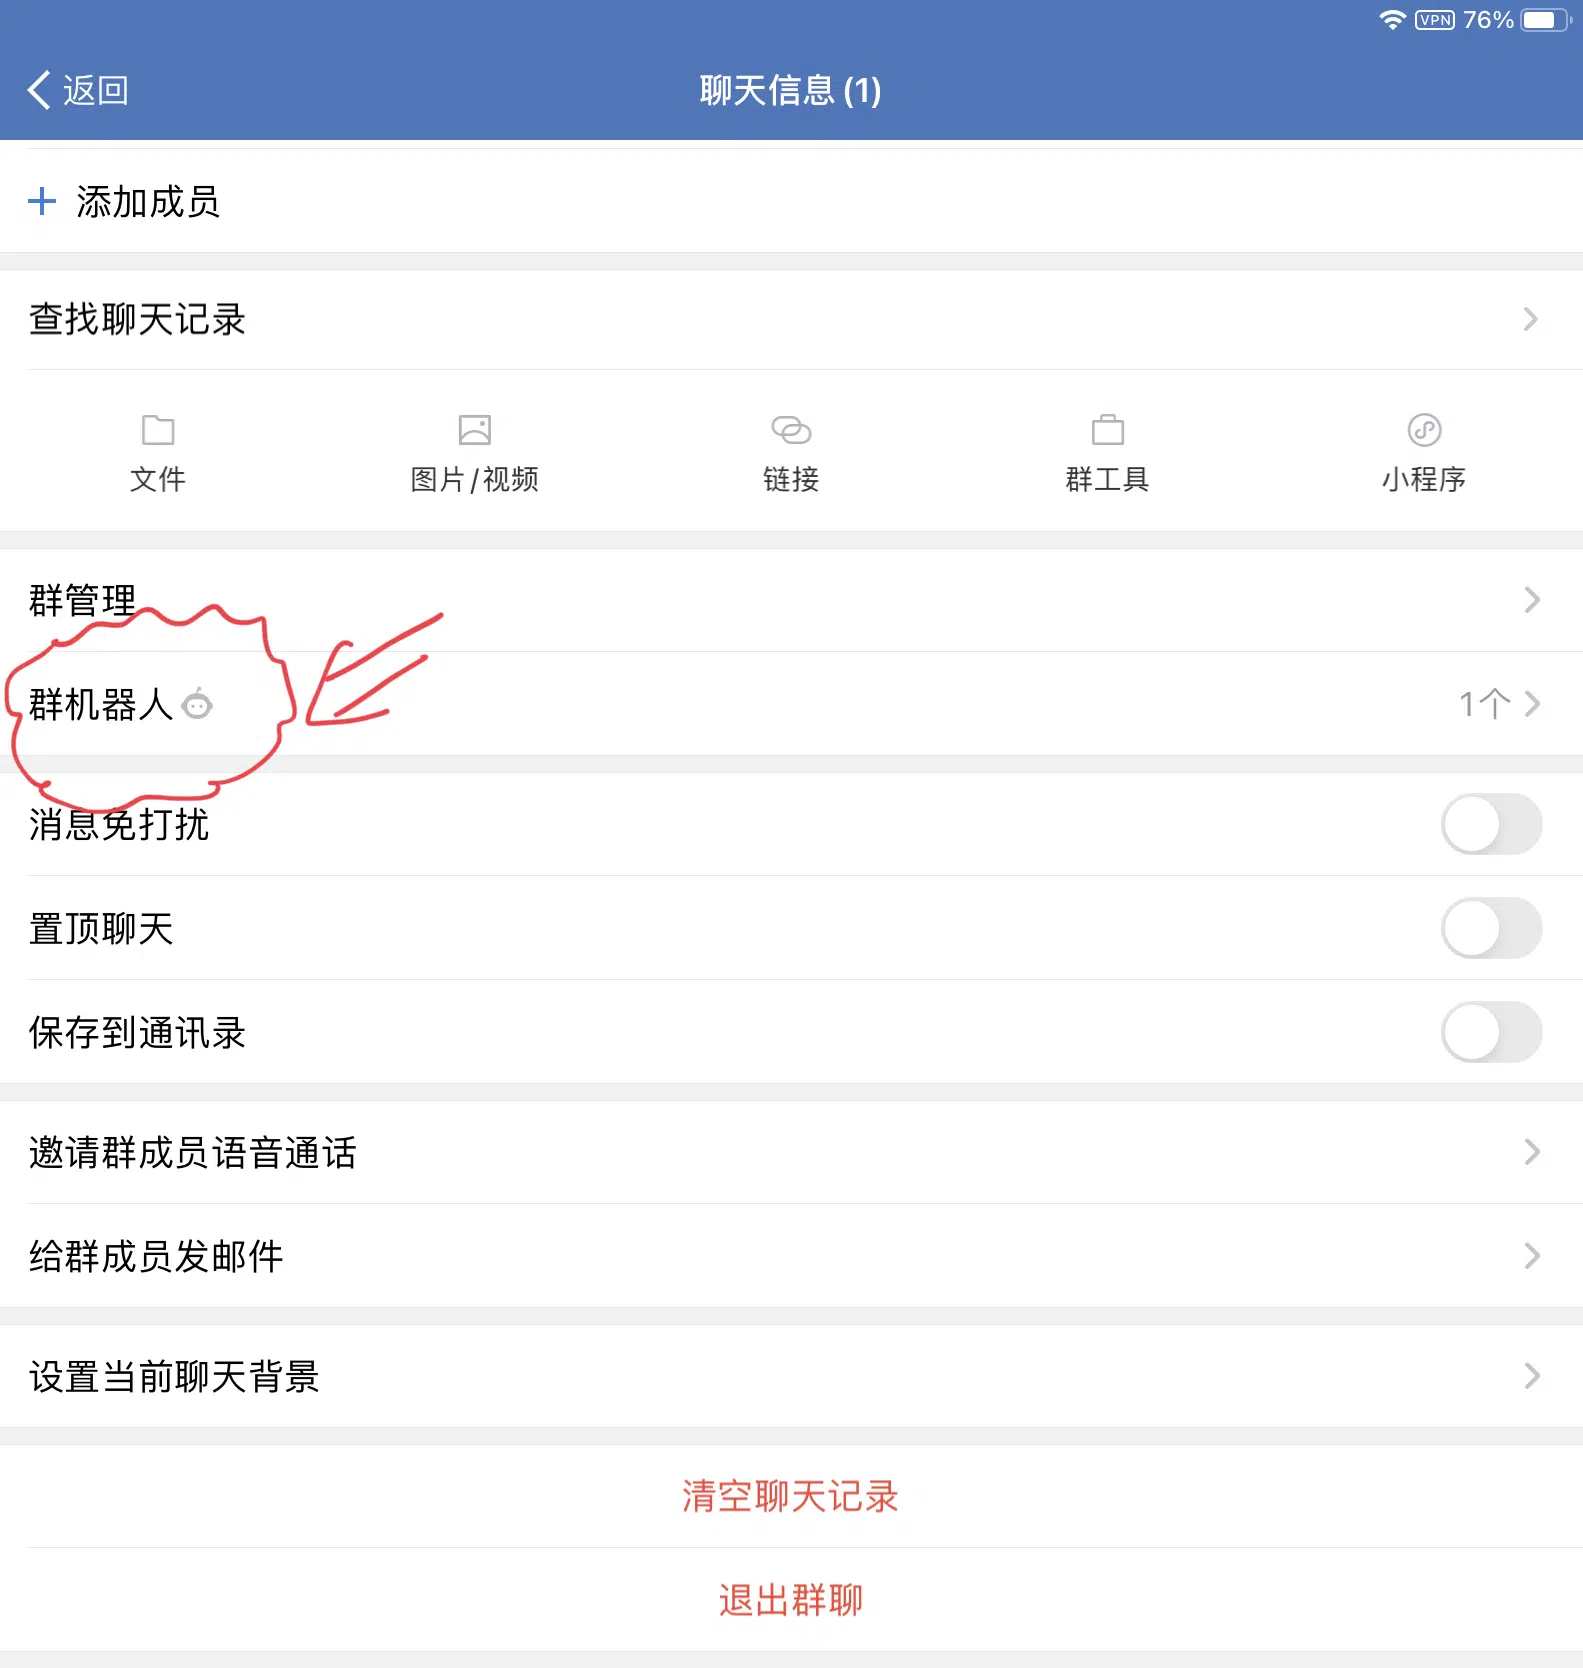 VPN 76%
返回
聊天信息(1)
添加成员
查找聊天记录
文件 图片/视频 链接 群工具 小程序
群管理
群机器人 1个
消息免打扰
置顶聊天
保存到通讯录
邀请群成员语音通话
给群成员发邮件
设置当前聊天背景
清空聊天记录
退出群聊